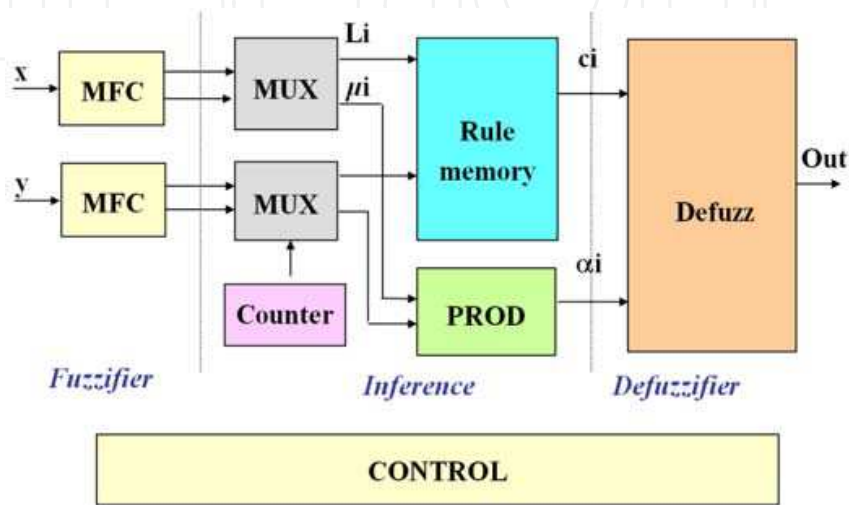 x
MFC
MUX
Li
μi
Rule
memory
ci
Defuzz
Out
y
MFC
MUX
Counter
PROD
αi
Fuzzifier
Inference
Defuzzifier
CONTROL